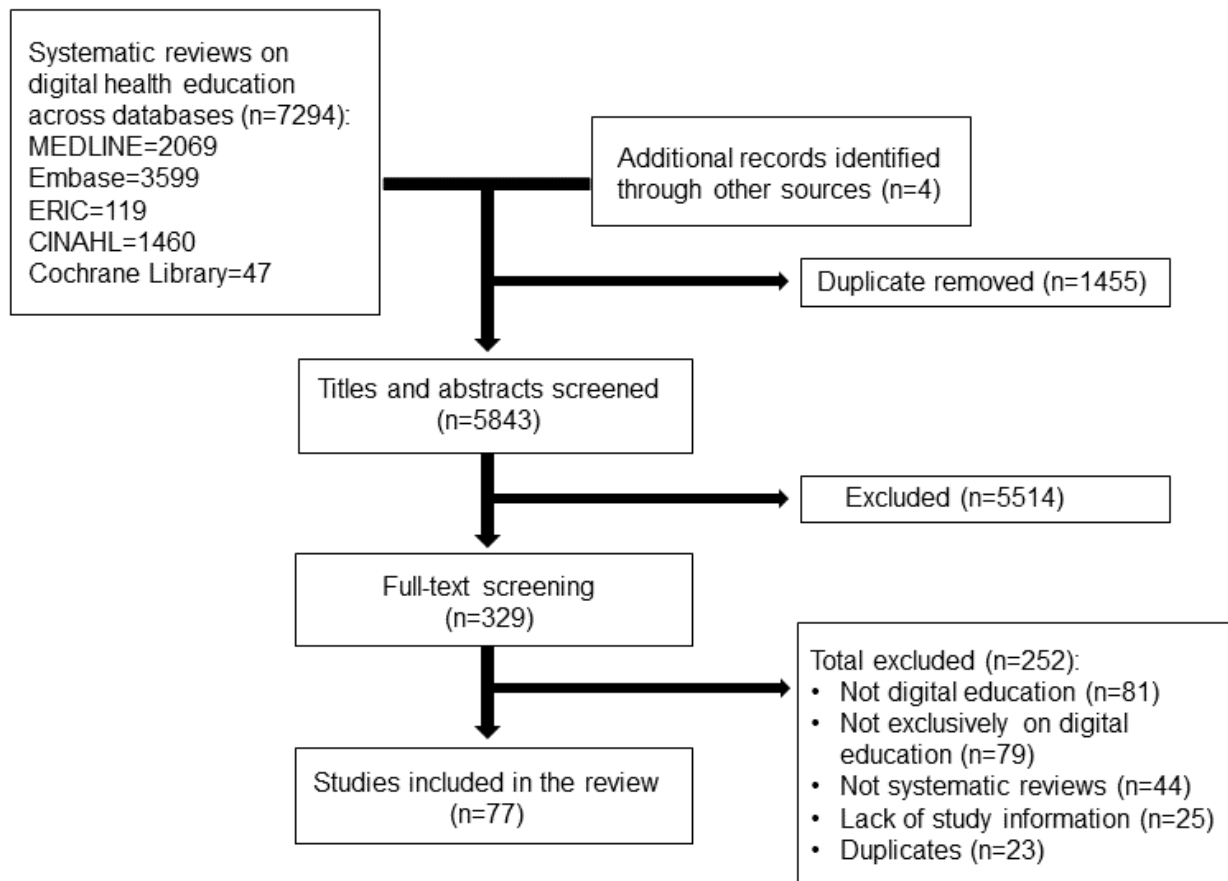 Systematic reviews on
digital health education
across databases (n=7294):
MEDLINE=2069
Embase=3599
ERIC=119
CINAHL=1460
Cochrane Library=47
Additional records identified
through other sources (n=4)
Duplicate removed (n=1455)
Titles and abstracts screened
(n=5843)
Excluded (n=5514)
Full-text screening
(n=329)
Total excluded (n=252):
• Not digital education (n=81)
• Not exclusively on digital
education (n=79)
• Not systematic reviews (n=44)
• Lack of study information (n=25)
• Duplicates (n=23)
Studies included in the review
(n=77)